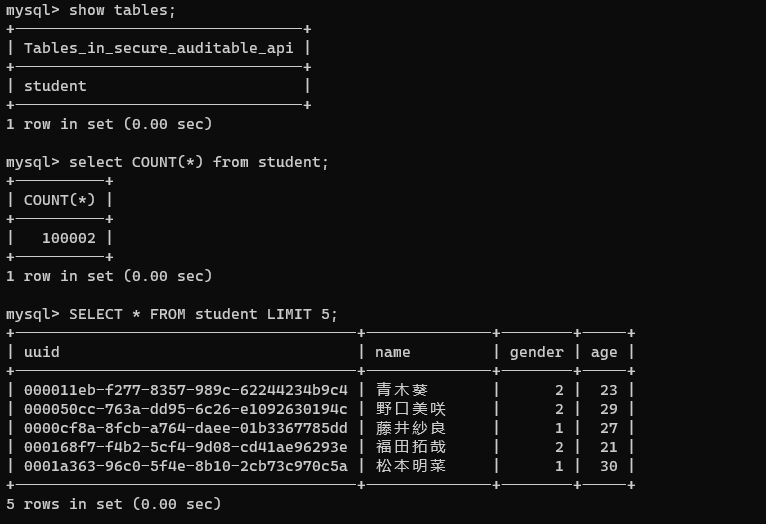 mysql> show tables;
+--------------------------------+
| Tables_in_secure_auditable_api |
+--------------------------------+
| student                        |
+--------------------------------+
1 row in set (0.00 sec)
mysql> select COUNT(*) from student;
+----------+
| COUNT(*) |
+----------+
|   100002 |
+----------+
1 row in set (0.00 sec)
mysql> SELECT * FROM student LIMIT 5;
+--------------------------------------+--------------+--------+-----+
| uuid                                 | name         | gender | age |
+--------------------------------------+--------------+--------+-----+
| 000011eb-f277-8357-989c-62244234b9c4 | 青木葵       |      2 |  23 |
| 000050cc-763a-dd95-6c26-e1092630194c | 野口美咲     |      2 |  29 |
| 0000cf8a-8fcb-a764-daee-01b3367785dd | 藤井紗良     |      1 |  27 |
| 000168f7-f4b2-5cf4-9d08-cd41ae96293e | 福田拓哉     |      2 |  21 |
| 0001a363-96c0-5f4e-8b10-2cb73c970c5a | 松本明菜     |      1 |  30 |
+--------------------------------------+--------------+--------+-----+
5 rows in set (0.00 sec)